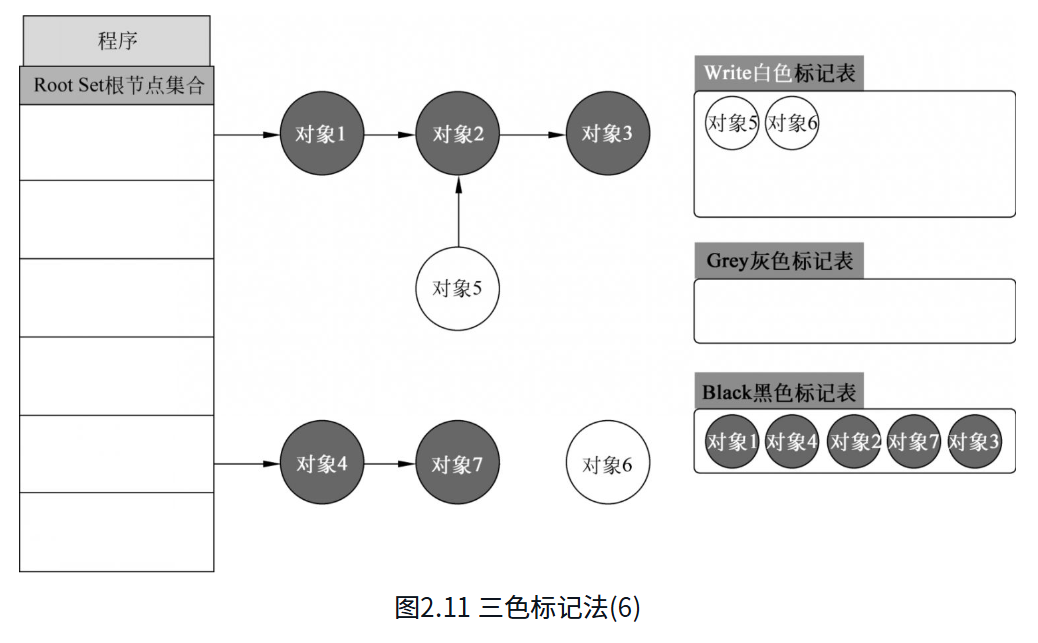 程序
Root Set根节点集合
对象1
对象2
对象3
对象5
对象4
对象7
对象6
Write白色标记表
对象5 对象6
Grey灰色标记表
Black黑色标记表
对象1 对象4 对象2 对象7 对象3
图2.11 三色标记法(6)